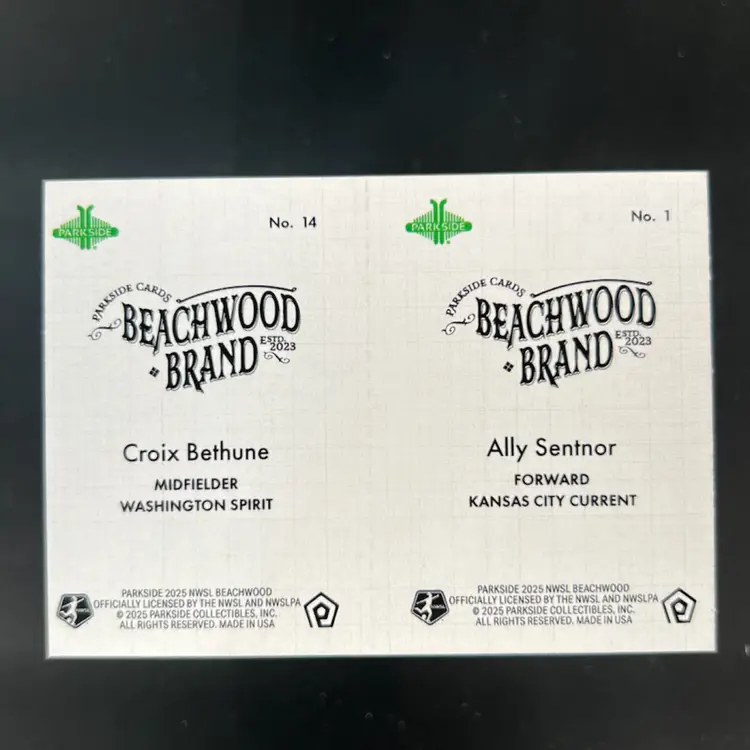 PARKSIDE
No. 14
PARKSIDE CARDS
BEACHWOOD
BRAND
ESTD.
2023
Croix Bethune
MIDFIELDER
WASHINGTON SPIRIT
PARKSIDE 2025 NWSL BEACHWOOD
OFFICIALLY LICENSED BY THE NWSL AND NWSLPA
© 2025 PARKSIDE COLLECTIBLES, INC.
ALL RIGHTS RESERVED. MADE IN USA
NWSL
PARKSIDE
No. 1
PARKSIDE CARDS
BEACHWOOD
BRAND
ESTD.
2023
Ally Sentnor
FORWARD
KANSAS CITY CURRENT
PARKSIDE 2025 NWSL BEACHWOOD
OFFICIALLY LICENSED BY THE NWSL AND NWSLPA
© 2025 PARKSIDE COLLECTIBLES, INC.
ALL RIGHTS RESERVED. MADE IN USA
NWSL